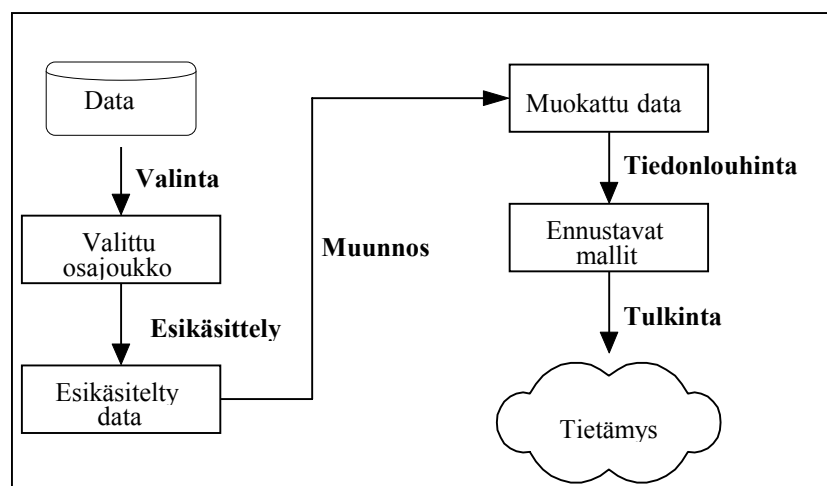 Data
Valinta
Valittu
osajoukko
Esikäsittely
Esikäsitelty
data
Muunnos
Muokattu data
Tiedonlouhinta
Ennustavat
mallit
Tulkinta
Tietämys